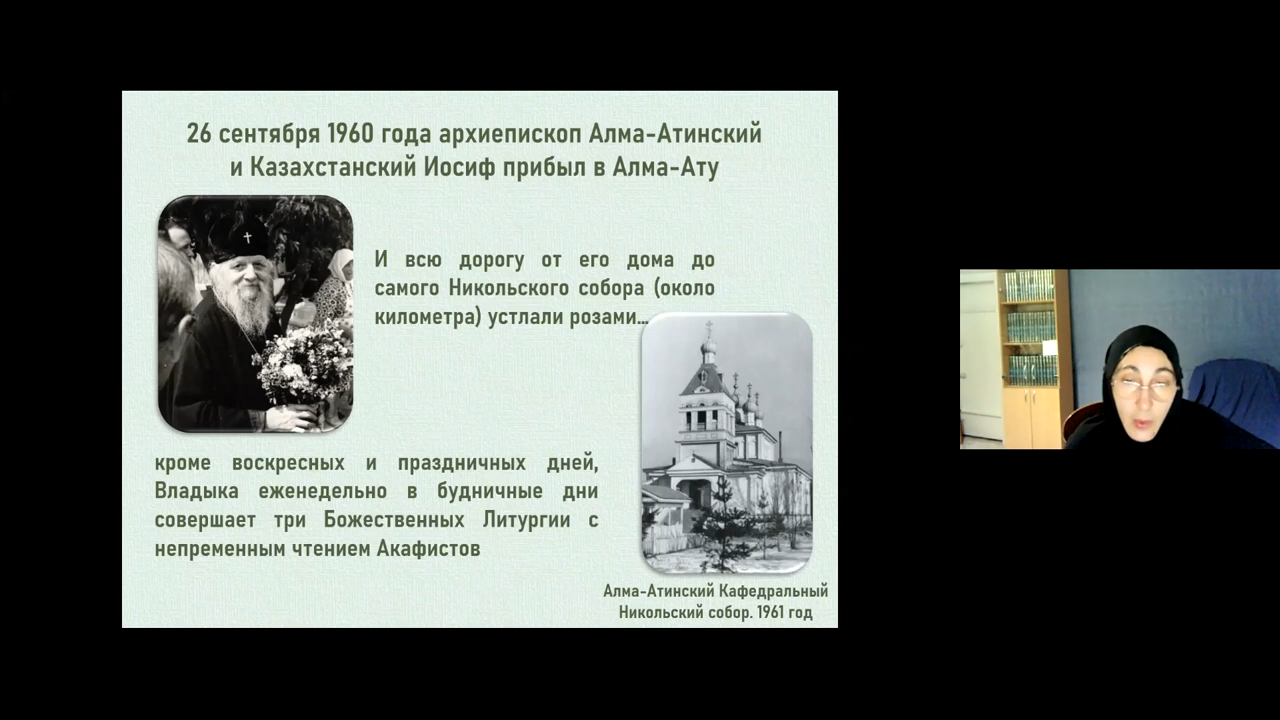 26 сентября 1960 года архиепископ Алма-Атинский
и Казахстанский Иосиф прибыл в Алма-Ату
И всю дорогу от его дома до
самого Никольского собора (около
километра) устлали розами...
кроме воскресных и праздничных дней,
Владыка еженедельно в будничные дни
совершает три Божественных Литургии с
непременным чтением Акафистов
Алма-Атинский Кафедральный
Никольский собор. 1961 год